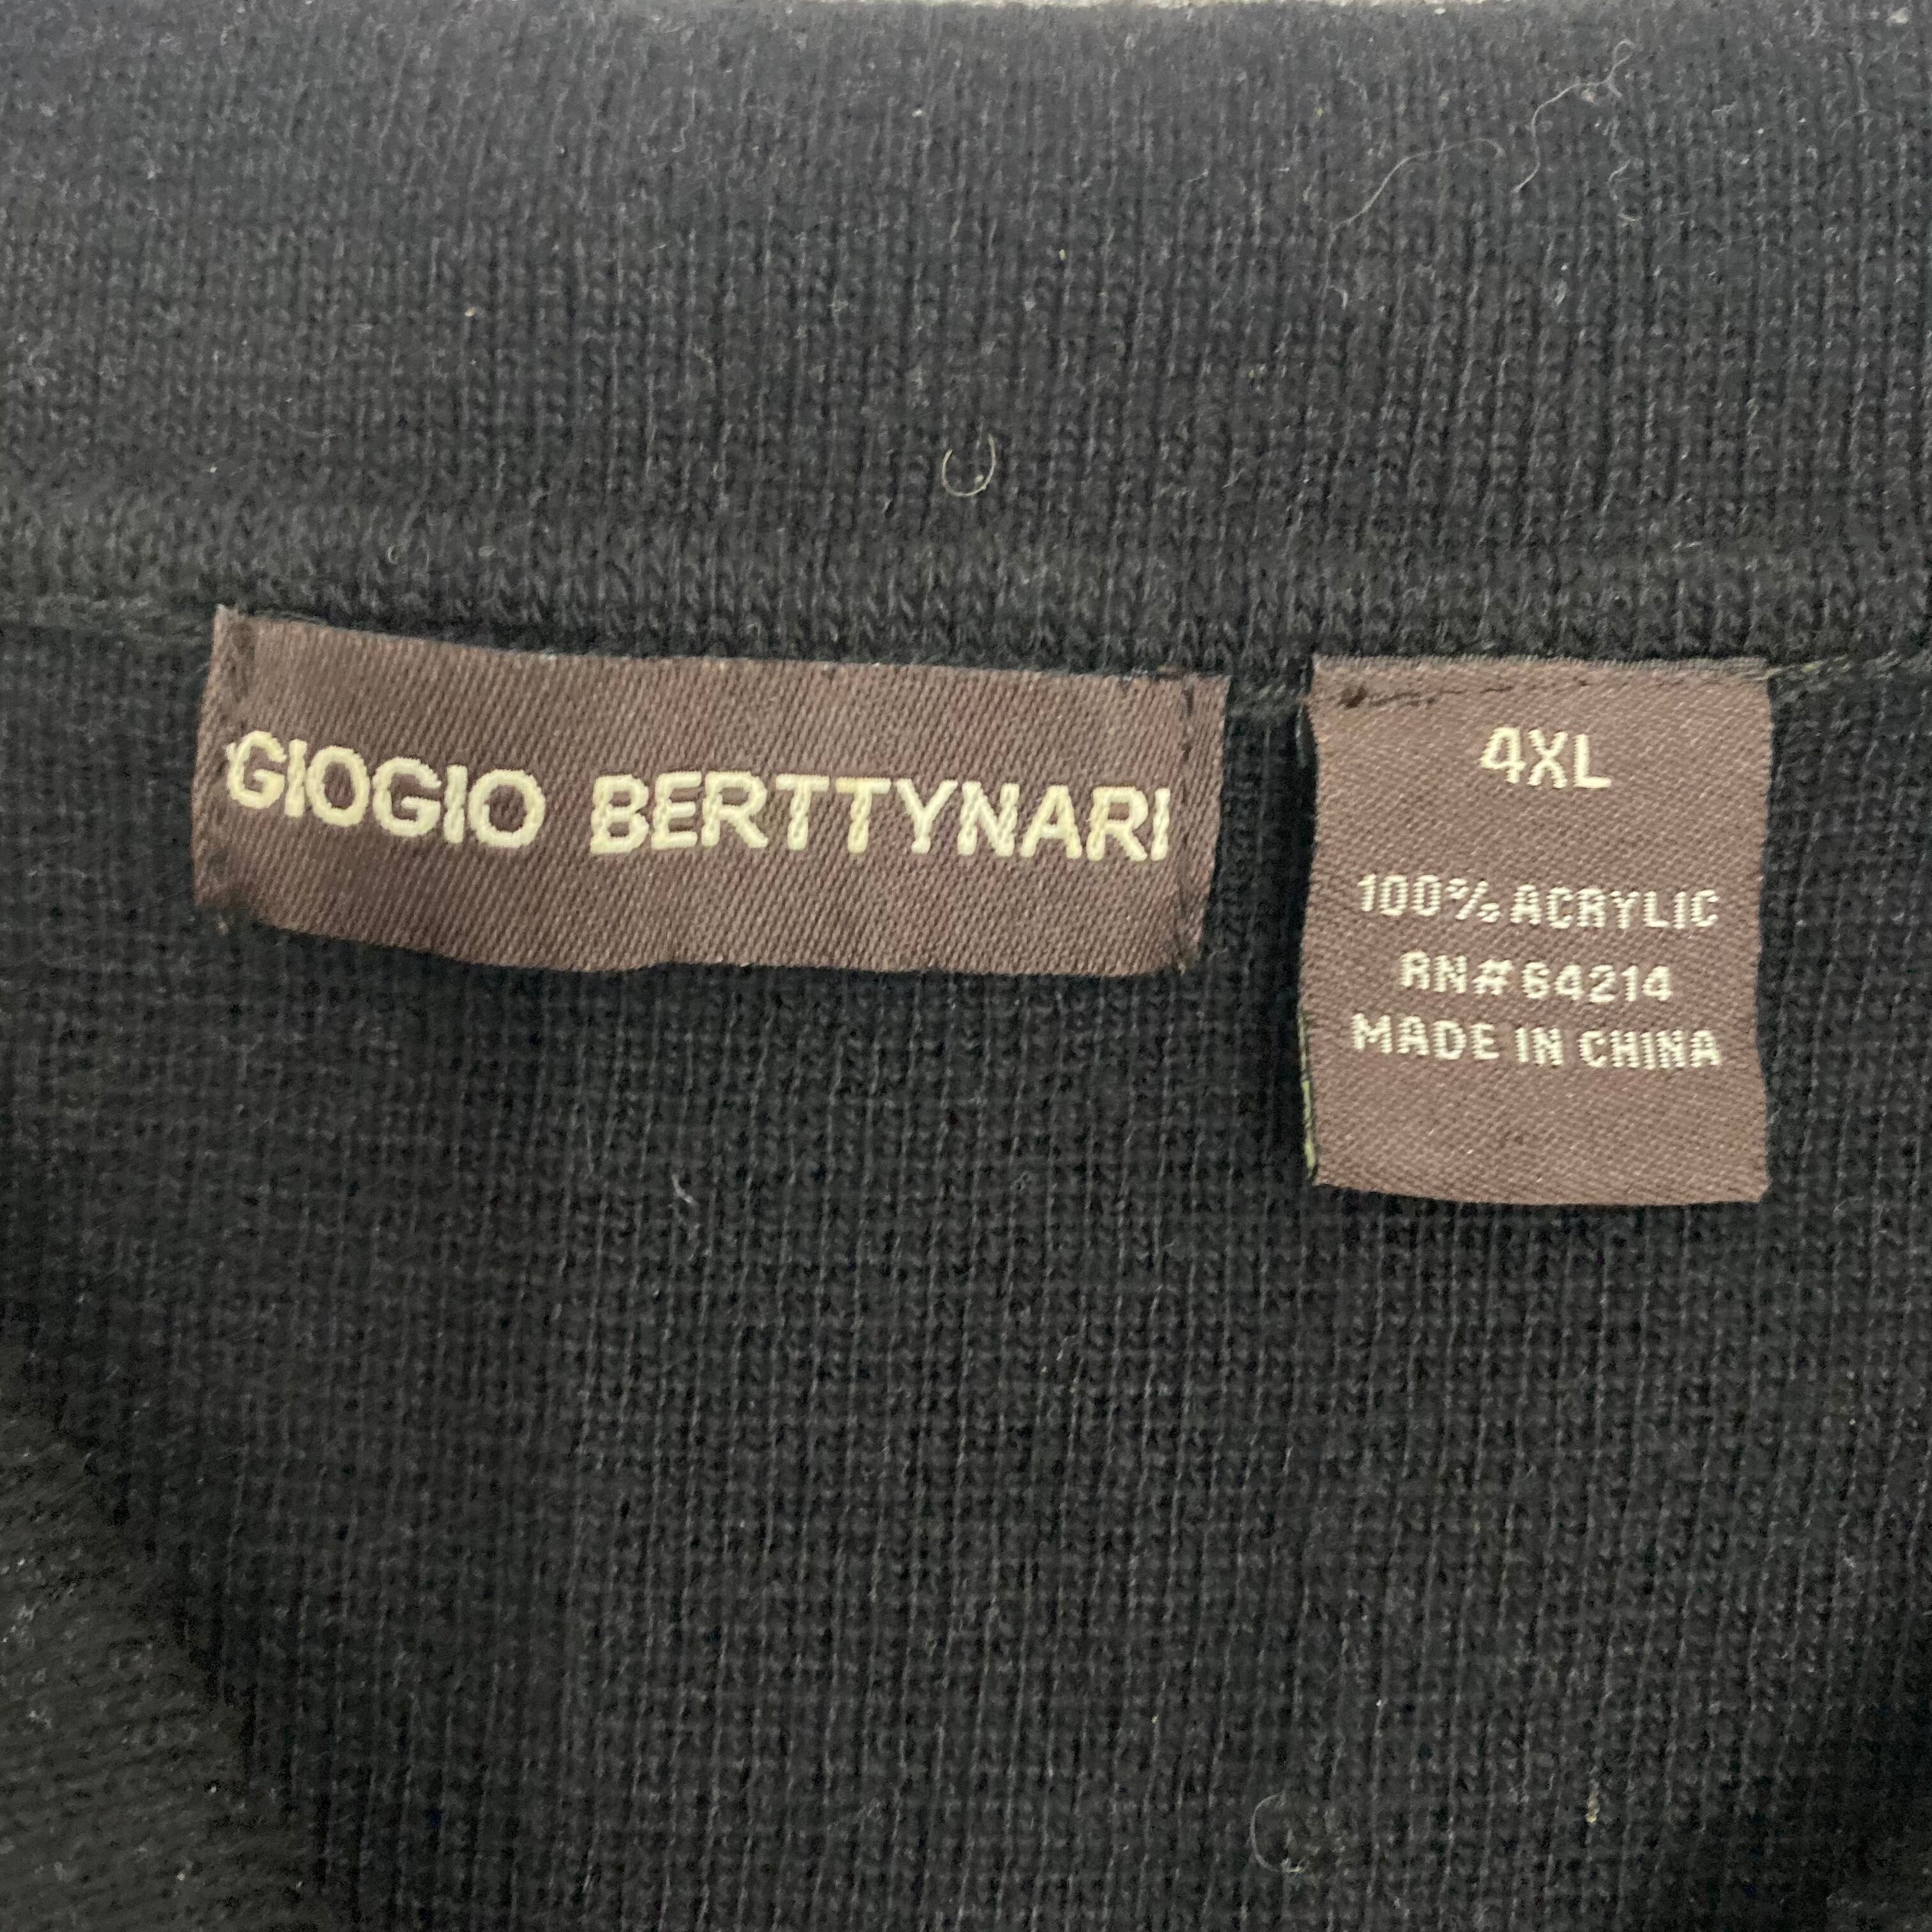 GIOGIO BERTTYNARI
4XL
100% ACRYLIC
RN#64214
MADE IN CHINA